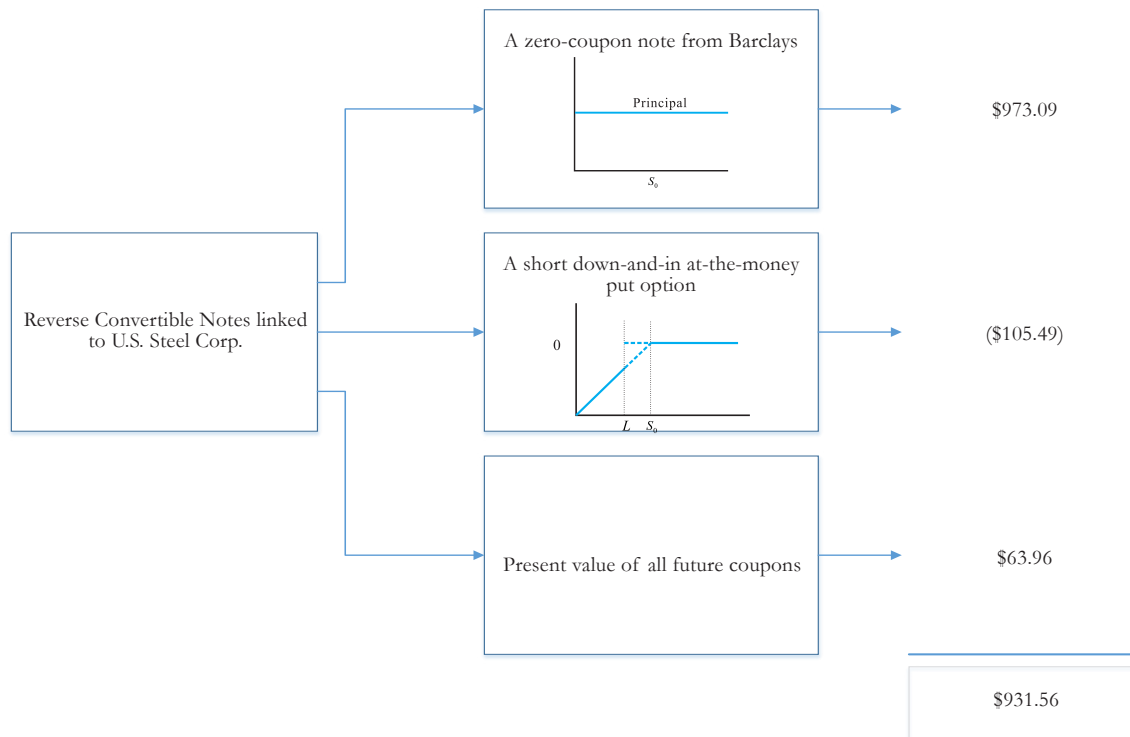 A zero-coupon note from Barclays
Principal
S₀
$973.09
Reverse Convertible Notes linked
to U.S. Steel Corp.
A short down-and-in at-the-money
put option
0
L S₀
($105.49)
Present value of all future coupons
$63.96
$931.56